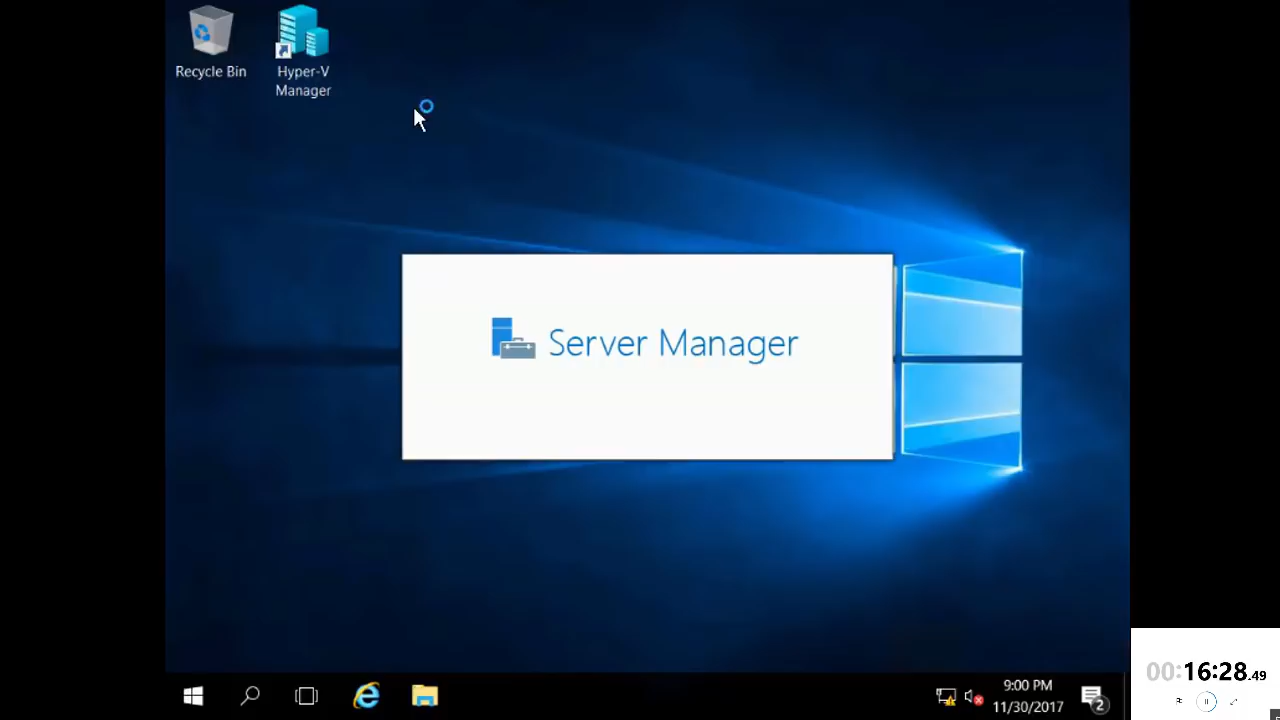 Recycle Bin
Hyper-V
Manager
Server Manager
9:00 PM
11/30/2017
2
00:16:28.49